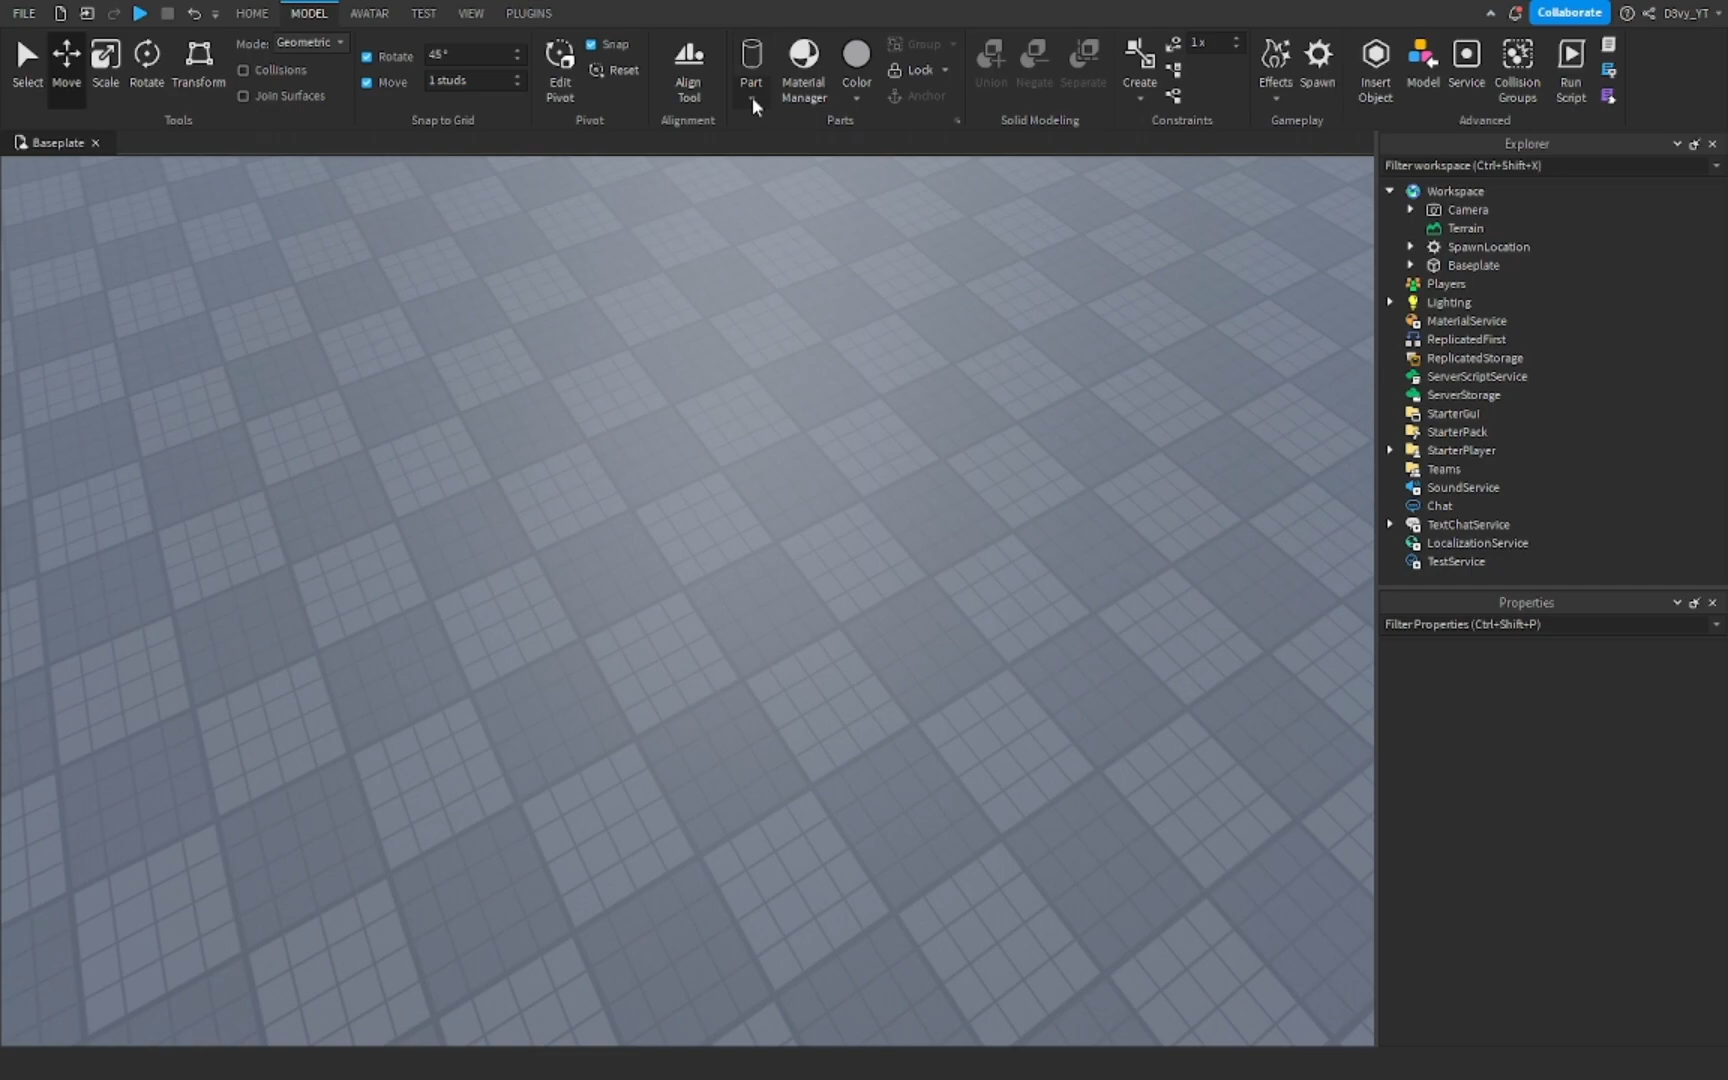 FILE HOME MODEL AVATAR TEST VIEW PLUGINS Collaborate D3vy_YT
Select Move Scale Rotate Transform
Mode: Geometric
Collisions
Join Surfaces
Tools
Rotate 45°
Move 1 studs
Snap to Grid
Edit
Pivot
Snap
Reset
Pivot
Align
Tool
Alignment
Part
Material
Manager
Color
Group
Lock
Anchor
Parts
Union Negate Separate
Solid Modeling
Create
1x
Constraints
Effects Spawn
Gameplay
Insert
Object
Model
Service
Collision
Groups
Run
Script
Advanced
Baseplate
Explorer
Filter workspace (Ctrl+Shift+X)
Workspace
Camera
Terrain
SpawnLocation
Baseplate
Players
Lighting
MaterialService
ReplicatedFirst
ReplicatedStorage
ServerScriptService
ServerStorage
StarterGui
StarterPack
StarterPlayer
Teams
SoundService
Chat
TextChatService
LocalizationService
TestService
Properties
Filter Properties (Ctrl+Shift+P)